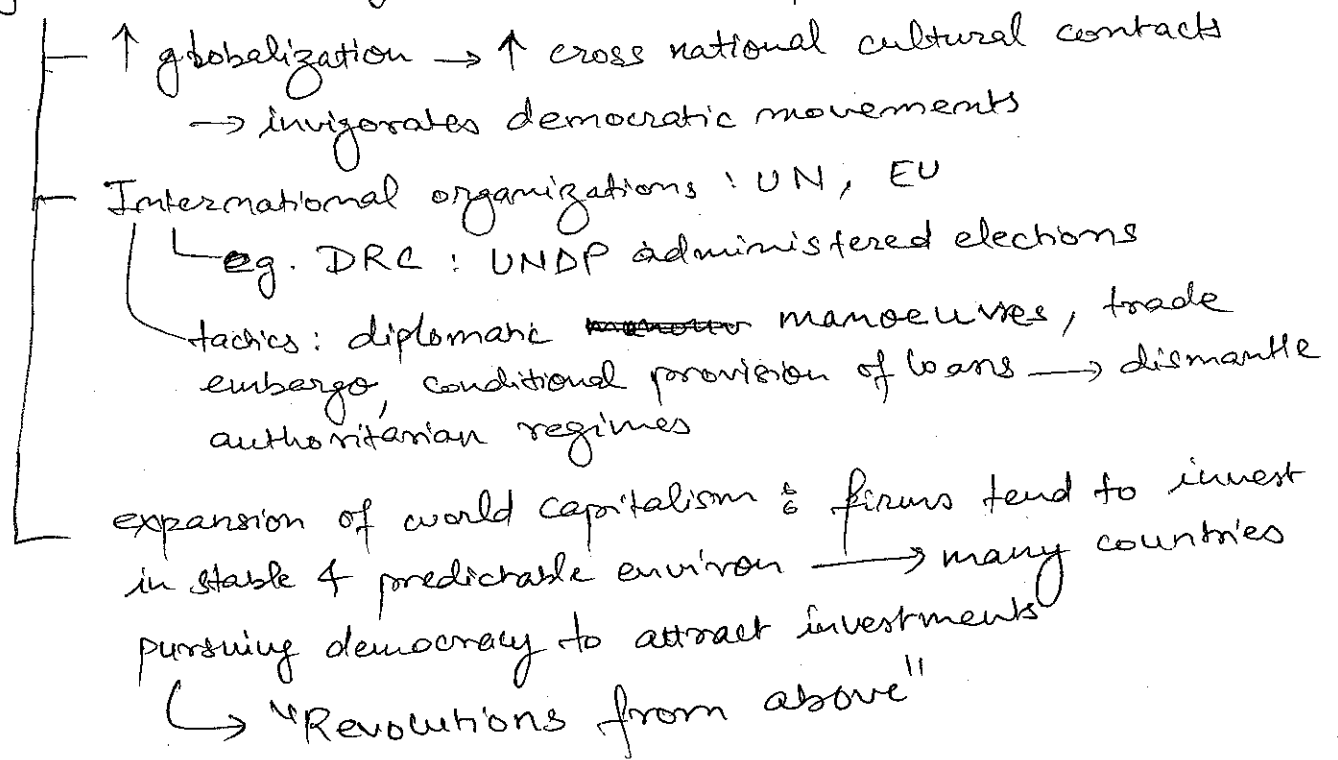 ↑ globalization → ↑ cross national cultural contacts
→ invigorates democratic movements
International organizations : UN, EU
eg. DRC : UNDP administered elections
tactics : diplomatic manoeuvres, trade
embargo, conditional provision of loans → dismantle
authoritarian regimes
expansion of world capitalism : firms tend to invest
in stable & predictable environ → many countries
pursuing democracy to attract investments
↳ "Revolutions from above"